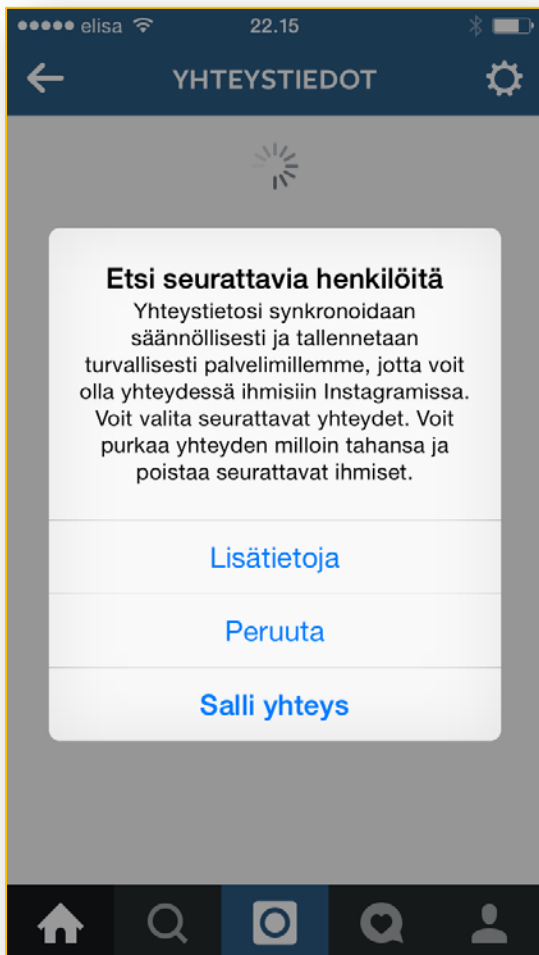 elisa 22.15
YHTEYSTIEDOT
Etsi seurattavia henkilöitä
Yhteystietosi synkronoidaan
säännöllisesti ja tallennetaan
turvallisesti palvelimillemme, jotta voit
olla yhteydessä ihmisiin Instagramissa.
Voit valita seurattavat yhteydet. Voit
purkaa yhteyden milloin tahansa ja
poistaa seurattavat ihmiset.
Lisätietoja
Peruuta
Salli yhteys